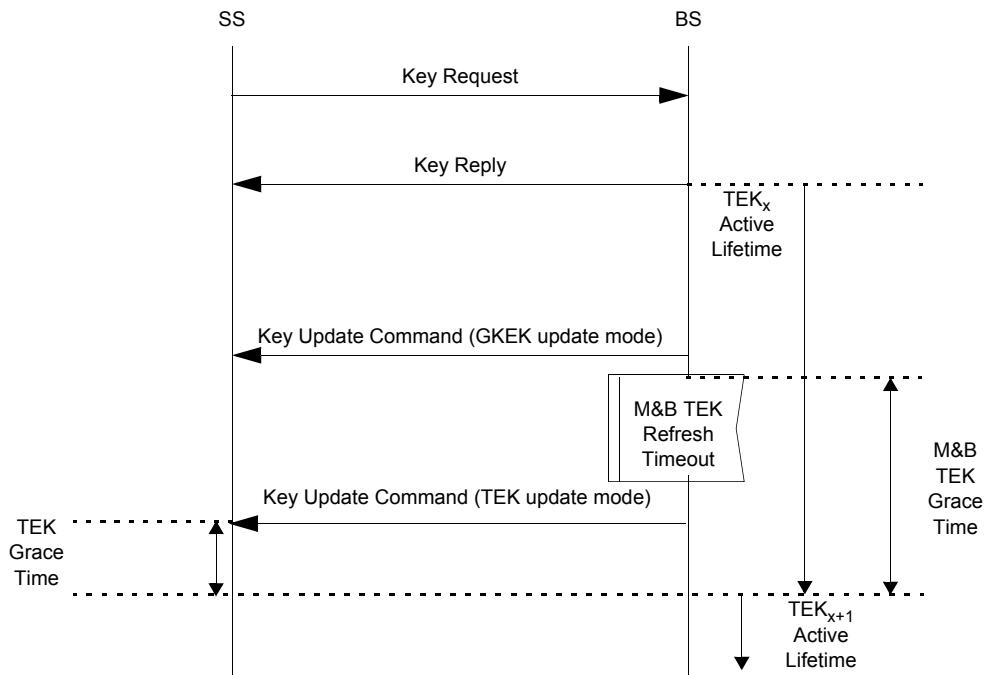 SS
BS
Key Request
Key Reply
TEKx
Active
Lifetime
Key Update Command (GKEK update mode)
M&B TEK
Refresh
Timeout
M&B
TEK
Grace
Time
Key Update Command (TEK update mode)
TEK
Grace
Time
TEKx+1
Active
Lifetime